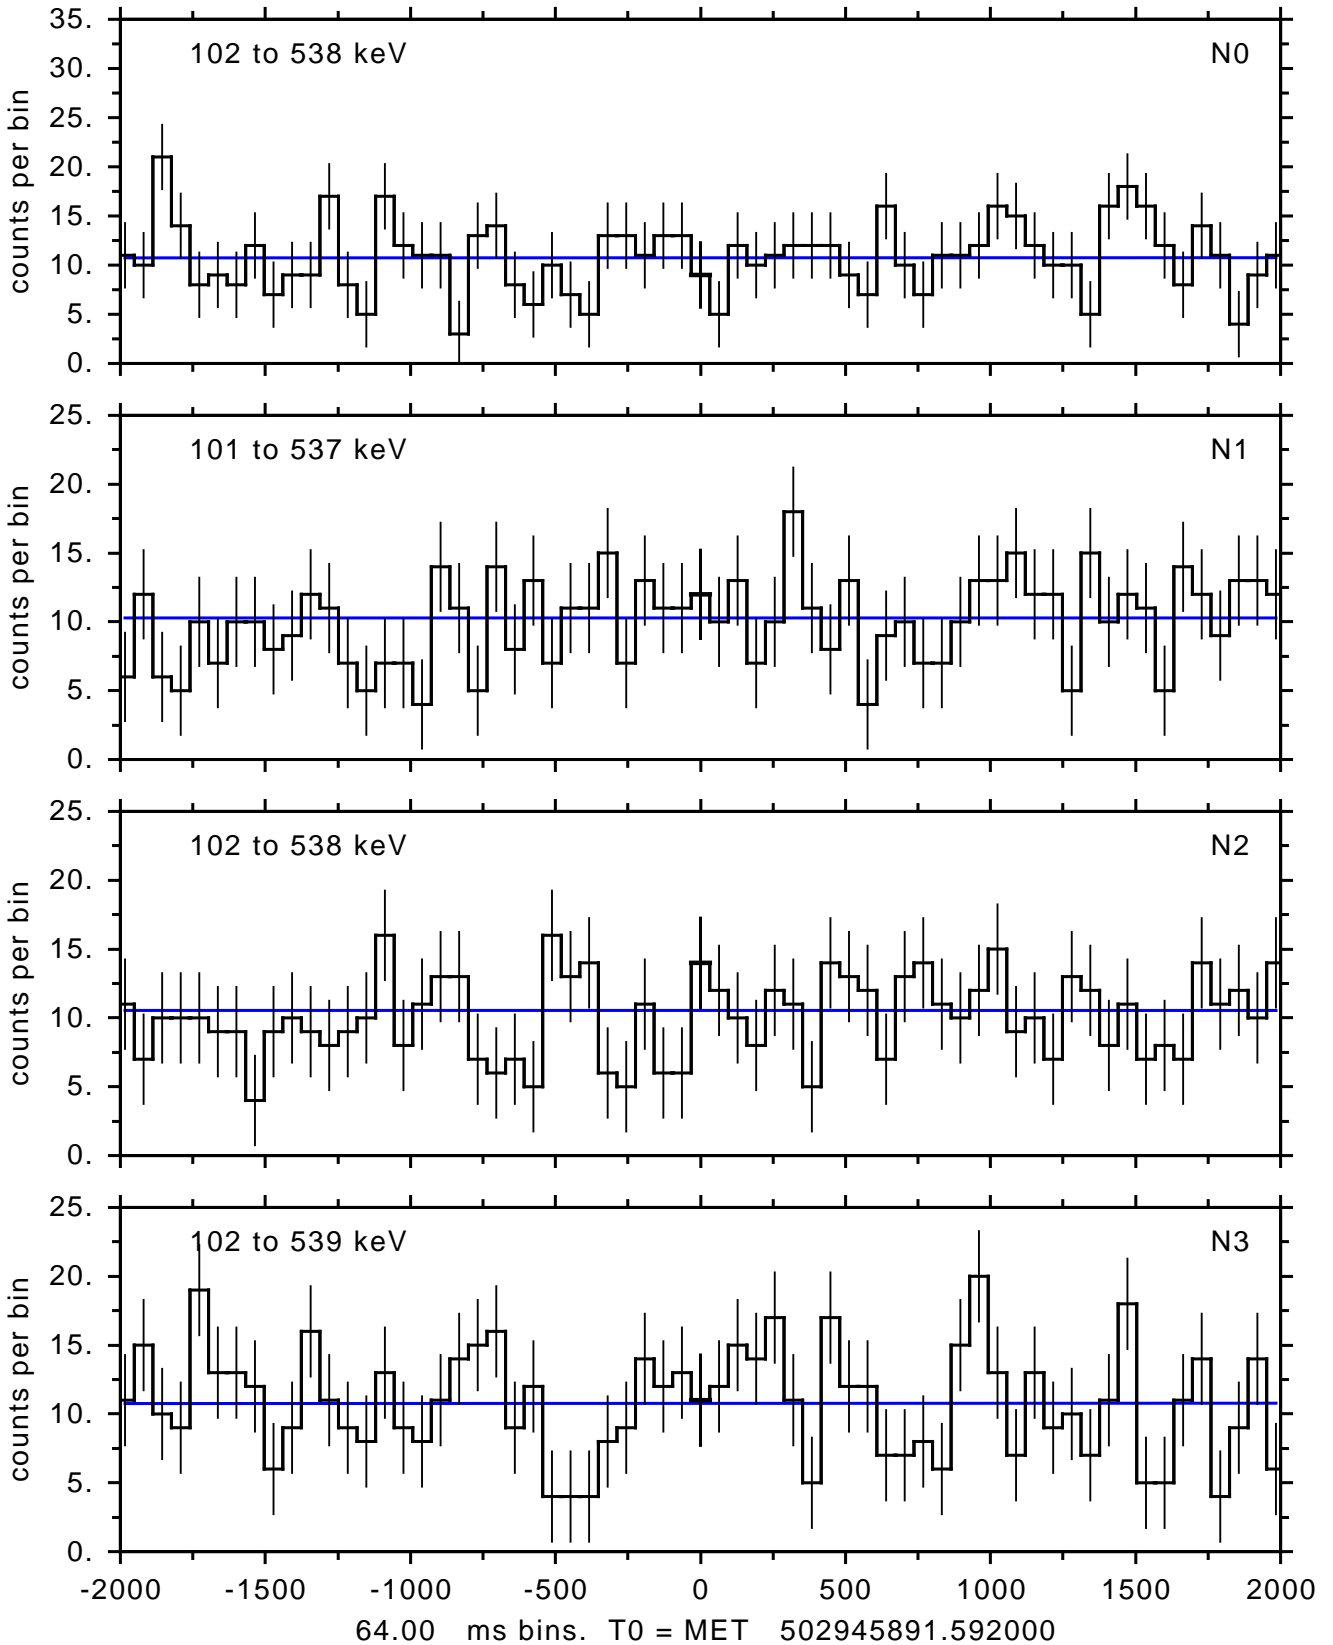 35.
30.
25.
20.
15.
10.
5.
0.
counts per bin
102 to 538 keV
N0
25.
20.
15.
10.
5.
0.
counts per bin
101 to 537 keV
N1
25.
20.
15.
10.
5.
0.
counts per bin
102 to 538 keV
N2
25.
20.
15.
10.
5.
0.
counts per bin
102 to 539 keV
N3
-2000 -1500 -1000 -500 0 500 1000 1500 2000
64.00 ms bins. T0 = MET 502945891.592000